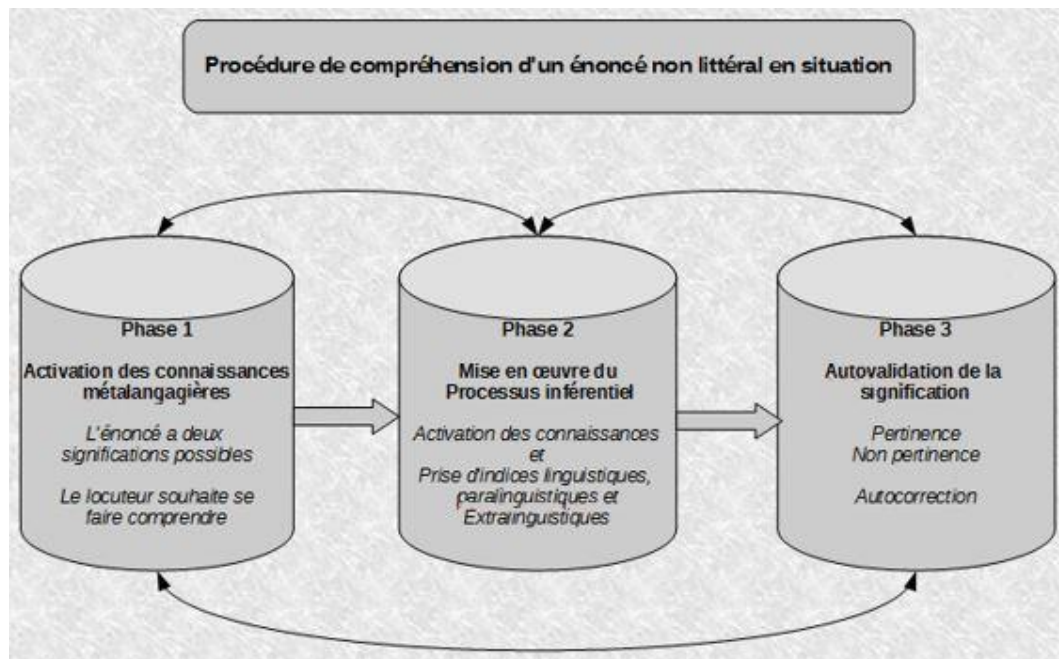 Procédure de compréhension d'un énoncé non littéral en situation
Phase 1
Activation des connaissances
métalangagières
L'énoncé a deux
significations possibles
Le locuteur souhaite se
faire comprendre
Phase 2
Mise en œuvre du
Processus inférentiel
Activation des connaissances
et
Prise d'indices linguistiques,
paralinguistiques et
Extralinguistiques
Phase 3
Autovalidation de la
signification
Pertinence
Non pertinence
Autocorrection